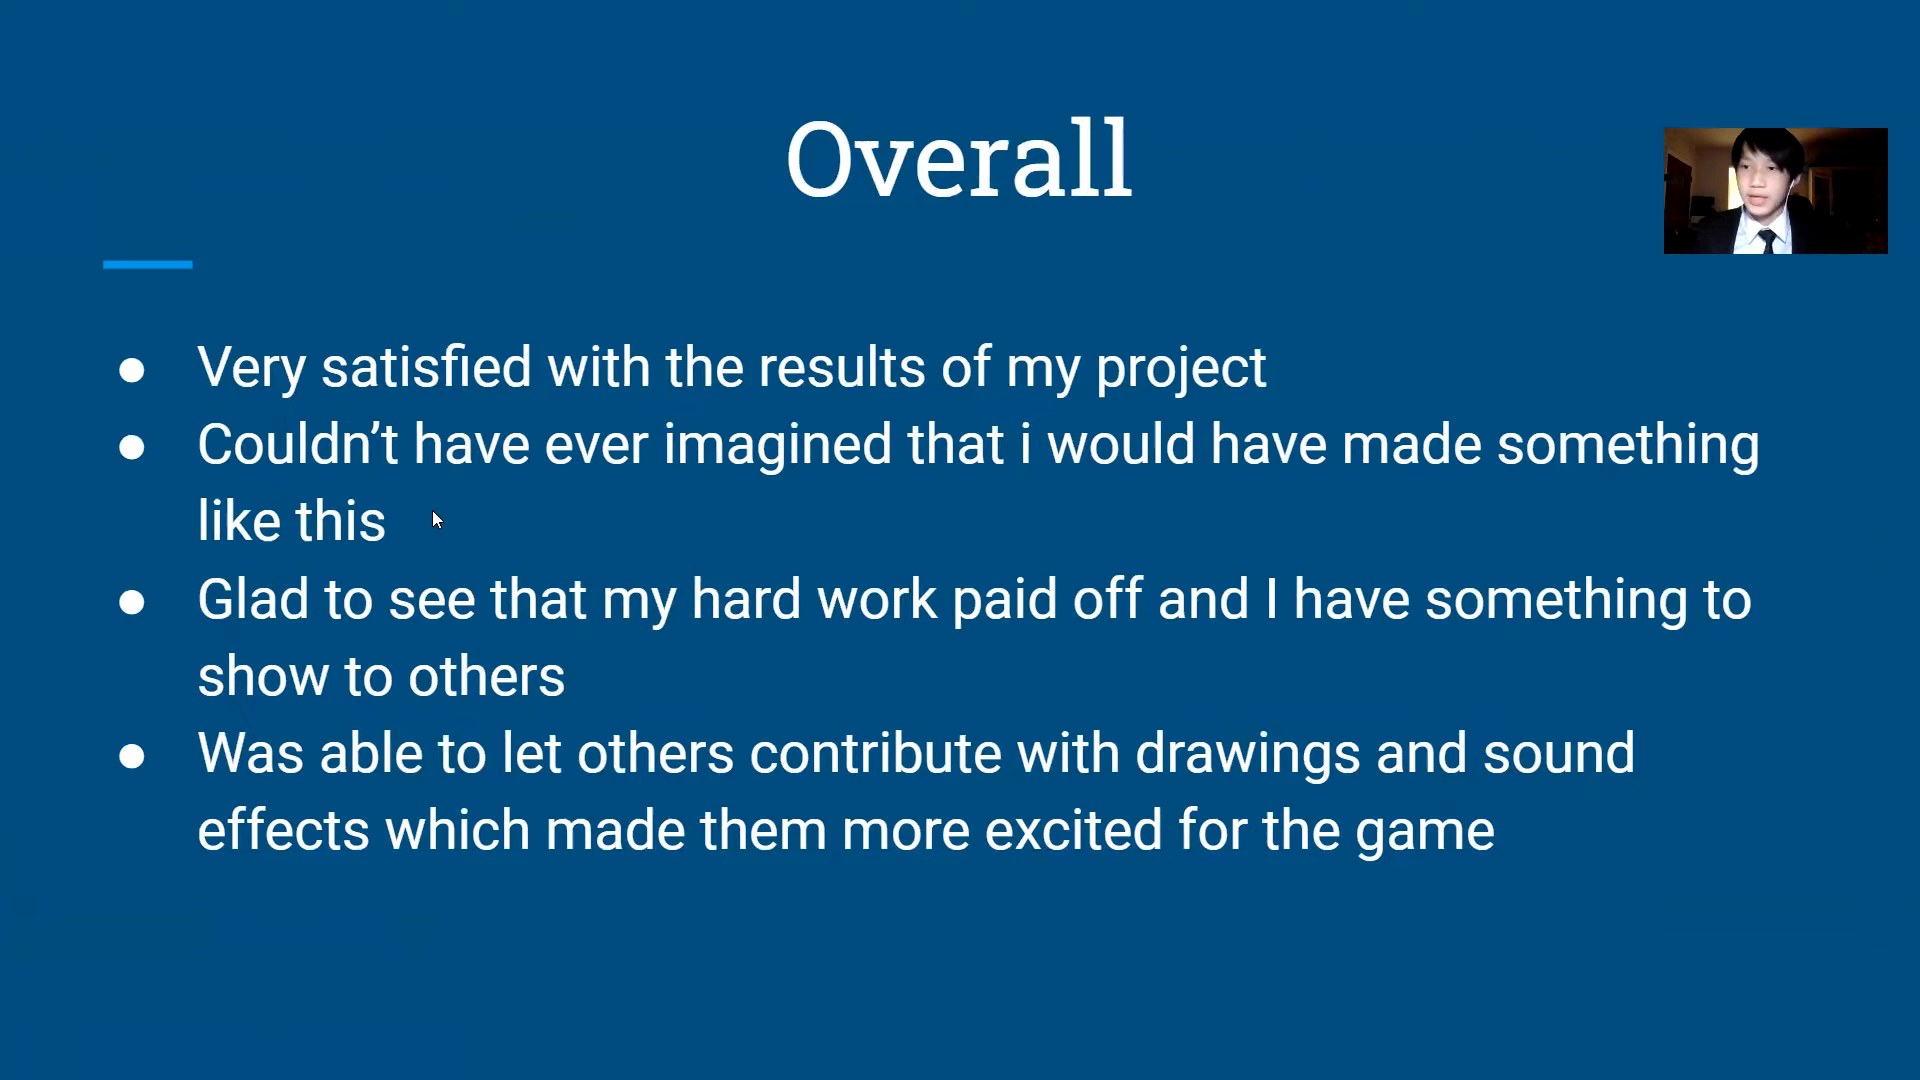 Overall
● Very satisfied with the results of my project
● Couldn’t have ever imagined that i would have made something
like this
● Glad to see that my hard work paid off and I have something to
show to others
● Was able to let others contribute with drawings and sound
effects which made them more excited for the game